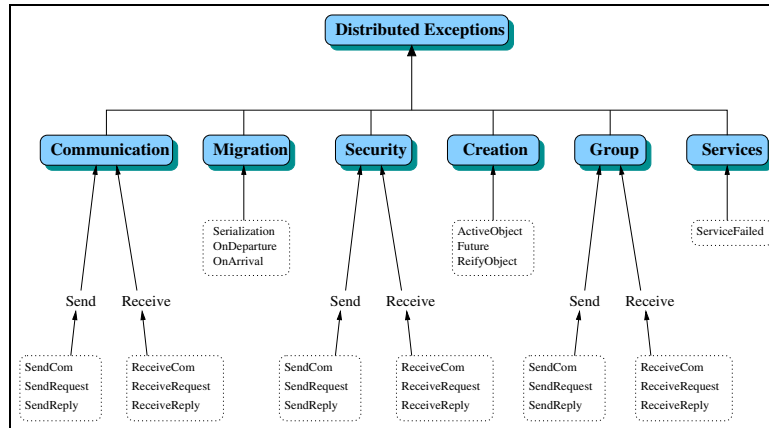 Distributed Exceptions
Communication
Migration
Security
Creation
Group
Services
Serialization
OnDeparture
OnArrival
ActiveObject
Future
ReifyObject
ServiceFailed
Send
Receive
Send
Receive
Send
Receive
SendCom
SendRequest
SendReply
ReceiveCom
ReceiveRequest
ReceiveReply
SendCom
SendRequest
SendReply
ReceiveCom
ReceiveRequest
ReceiveReply
SendCom
SendRequest
SendReply
ReceiveCom
ReceiveRequest
ReceiveReply